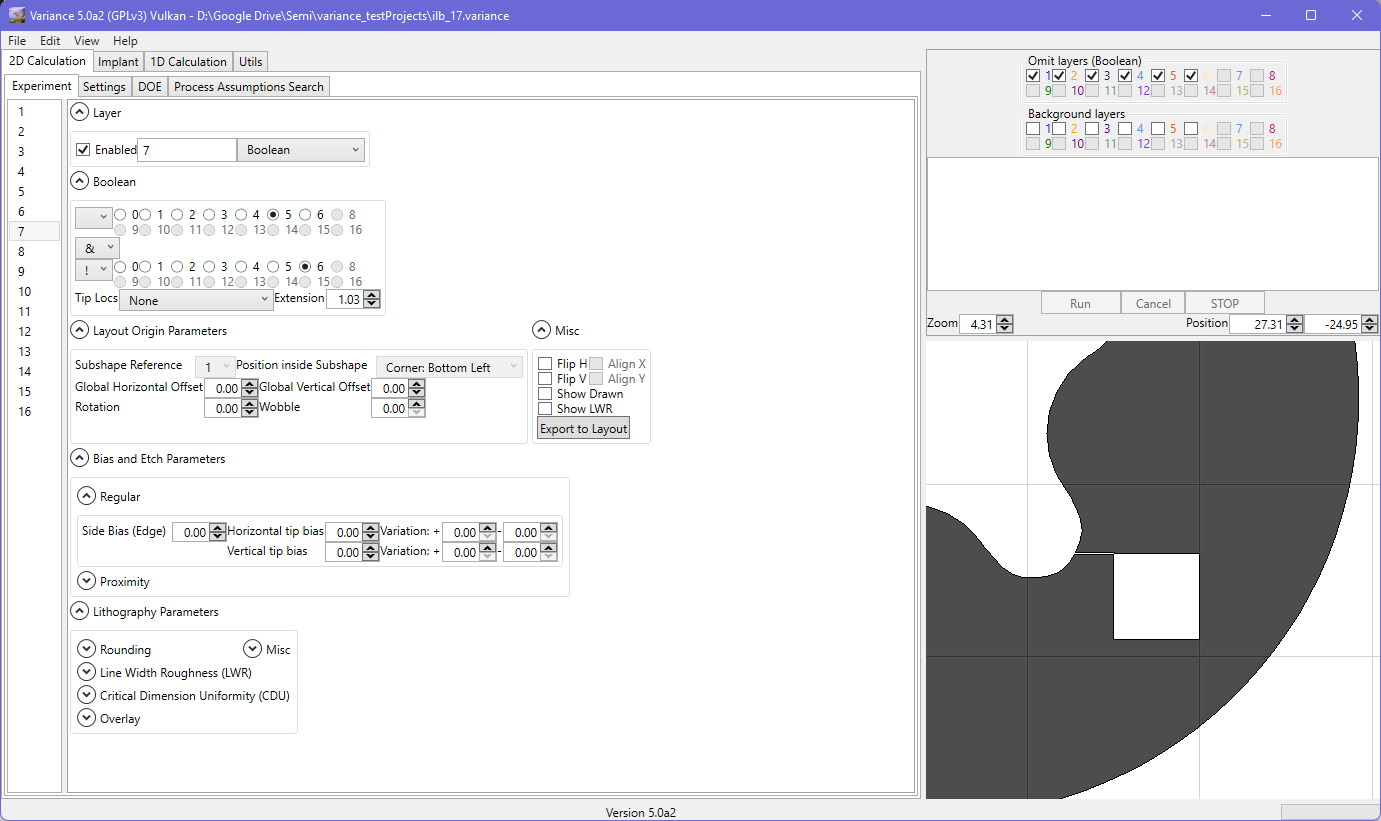 Variance 5.0a2 (GPLv3) Vulkan - D:\Google Drive\Semi\variance_testProjects\ilb_17.variance
File Edit View Help
2D Calculation Implant 1D Calculation Utils
Experiment Settings DOE Process Assumptions Search
1
2
3
4
5
6
7
8
9
10
11
12
13
14
15
16
Layer
Enabled 7 Boolean
Boolean
0 1 2 3 4 5 6 8
9 10 11 12 13 14 15 16
&
! 0 1 2 3 4 5 6 8
9 10 11 12 13 14 15 16
Tip Locs None Extension 1.03
Layout Origin Parameters
Subshape Reference 1 Position inside Subshape Corner: Bottom Left
Global Horizontal Offset 0.00 Global Vertical Offset 0.00
Rotation 0.00 Wobble 0.00
Misc
Flip H Align X
Flip V Align Y
Show Drawn
Show LWR
Export to Layout
Bias and Etch Parameters
Regular
Side Bias (Edge) 0.00 Horizontal tip bias 0.00 Variation: + 0.00 - 0.00
Vertical tip bias 0.00 Variation: + 0.00 - 0.00
Proximity
Lithography Parameters
Rounding Misc
Line Width Roughness (LWR)
Critical Dimension Uniformity (CDU)
Overlay
Omit layers (Boolean)
1 2 3 4 5 6 7 8
9 10 11 12 13 14 15 16
Background layers
1 2 3 4 5 6 7 8
9 10 11 12 13 14 15 16
Run Cancel STOP
Zoom 4.31 Position 27.31 -24.95
Version 5.0a2